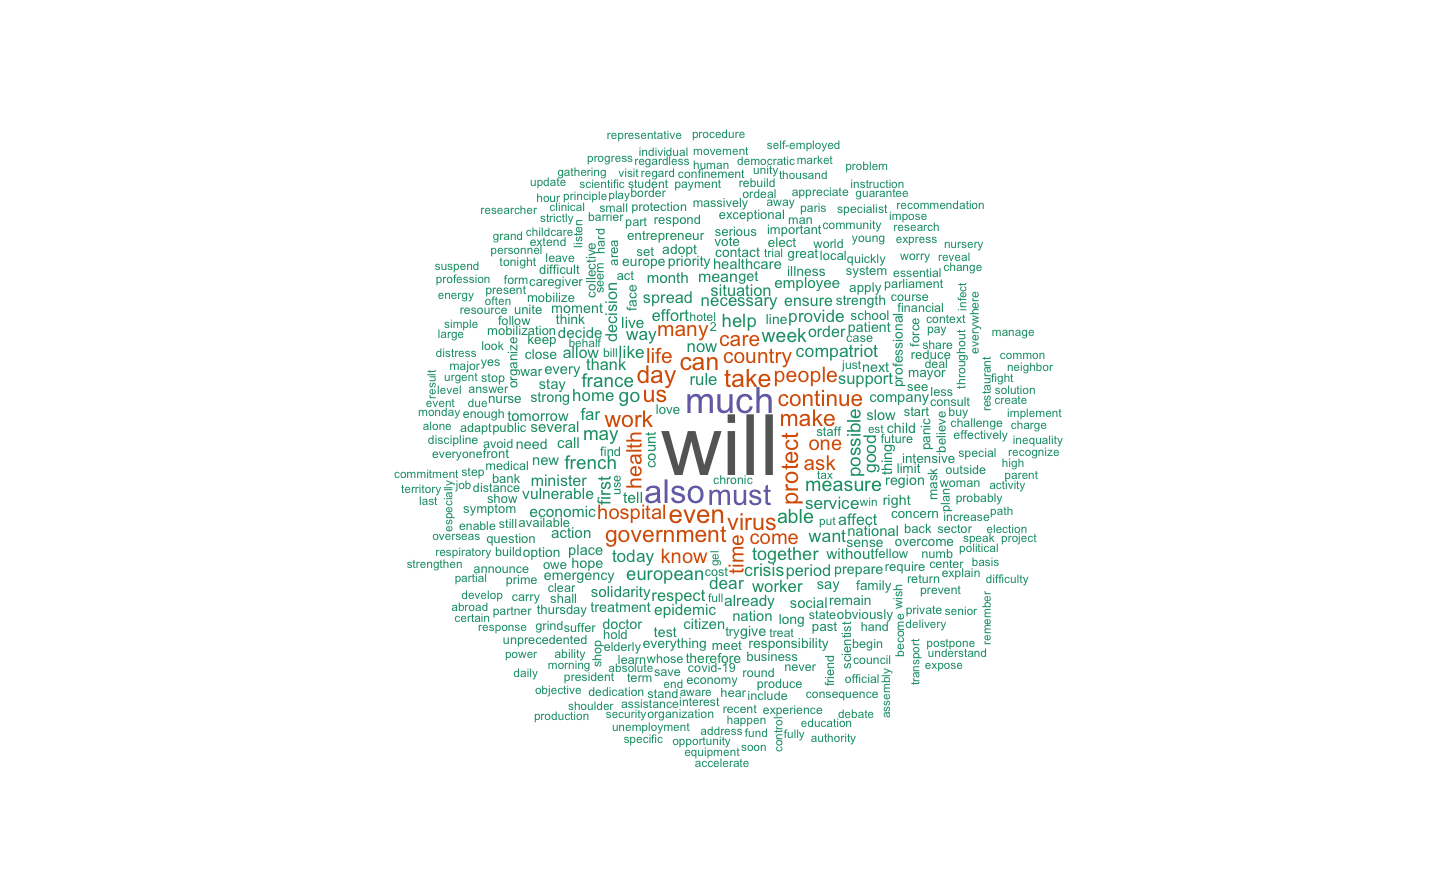 representative procedure
self-employed
individual movement
progress regardless human democratic market problem
gathering visit regard confinement unity thousand
update scientific student payment rebuild instruction
hour principle play border ordeal appreciate guarantee
researcher clinical small protection massively away paris specialist recommendation
strictly barrier part respond exceptional man community impose
grand childcare listen hard entrepreneur serious important research
extend area set adopt vote elect world young express nursery
personnel collective seem contact trial great local quickly worry reveal
suspend tonight leave europe priority healthcare change
profession form difficult caregiver act month meanget illness system essential
energy present face situation employee apply parliament infect
often mobilize decision spread necessary ensure strength course everywhere
resource unite moment effort hotel financial
simple follow think live many 2 help line provide school context manage
large mobilization decide way care week order patient professional force pay
look keep behalf now case share
distress organize close allow bill like life can country compatriot just next reduce throughout common
major yes war every thank deal neighbor
urgent stop stay france day take people support mayor restaurant fight
result level answer nurse strong home go us rule see less solution
event due love much continue company consult create
monday enough tomorrow far work make slow start buy implement
alone adapt public several count will staff est child panic believe challenge charge
discipline avoid need call may health one possible good future effectively inequality
everyone front find protect thing recognize
medical new french ask intensive special high
commitment step bank minister chronic tax limit mask outside parent
territory job distance first use measure region woman activity
last especially show vulnerable tell also must service win right plan probably
symptom economic hospital even virus able put affect concern increase path
enable still available national back sector election
overseas question action government time come want sense overcome speak project
respiratory build option place today know gel together without fellow numb political
strengthen announce owe hope european cost crisis period prepare require center basis
partial prime emergency dear worker say family return explain difficulty
develop clear solidarity respect full already social remain wish prevent
abroad carry shall
certain partner thursday treatment epidemic nation long state obviously private senior remember
response grind suffer doctor citizen try give treat past hand become delivery
unprecedented hold test scientist begin postpone
power ability shop elderly everything meet responsibility transport understand
morning learn whose therefore business friend council expose
daily president absolute term save covid-19 round never official
objective dedication stand end aware economy hear produce include consequence assembly
shoulder assistance interest
production security organization recent experience debate
unemployment happen control education
specific address fund fully authority
opportunity soon
equipment
accelerate